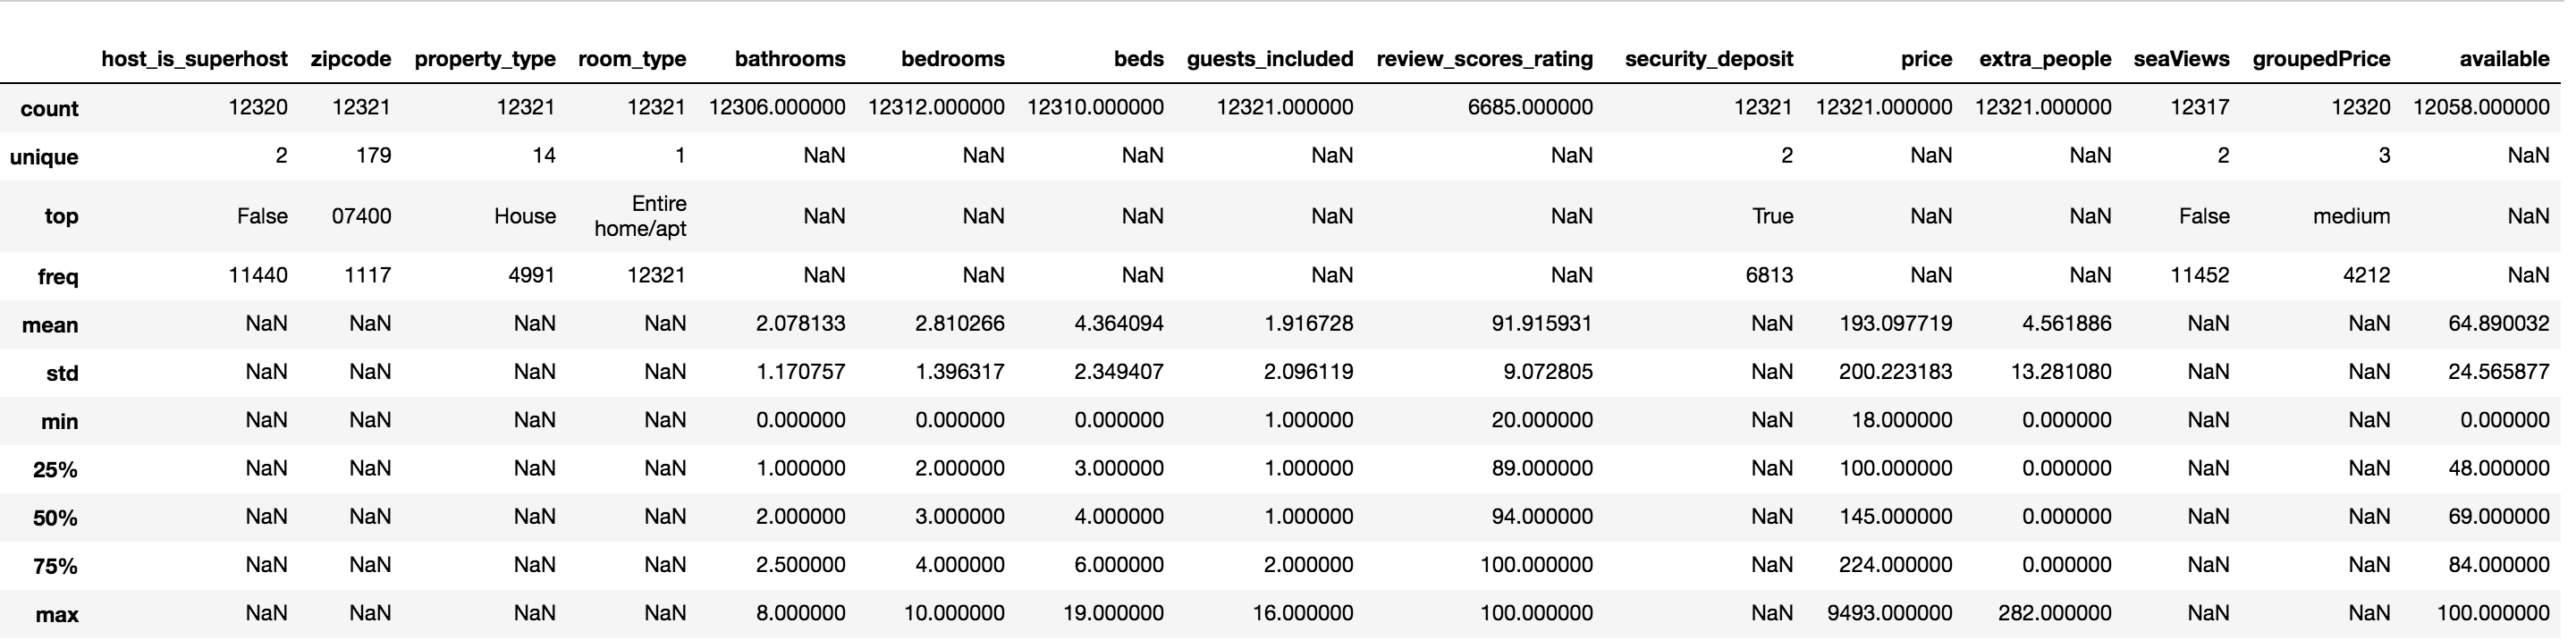 host_is_superhost zipcode property_type room_type bathrooms bedrooms beds guests_included review_scores_rating security_deposit price extra_people seaViews groupedPrice available
count 12320 12321 12321 12321 12306.000000 12312.000000 12310.000000 12321.000000 6685.000000 12321 12321.000000 12321.000000 12317 12320 12058.000000
unique 2 179 14 1 NaN NaN NaN NaN NaN 2 NaN NaN 2 3 NaN
top False 07400 House Entire home/apt NaN NaN NaN NaN NaN True NaN NaN False medium NaN
freq 11440 1117 4991 12321 NaN NaN NaN NaN NaN 6813 NaN NaN 11452 4212 NaN
mean NaN NaN NaN NaN 2.078133 2.810266 4.364094 1.916728 91.915931 NaN 193.097719 4.561886 NaN NaN 64.890032
std NaN NaN NaN NaN 1.170757 1.396317 2.349407 2.096119 9.072805 NaN 200.223183 13.281080 NaN NaN 24.565877
min NaN NaN NaN NaN 0.000000 0.000000 0.000000 1.000000 20.000000 NaN 18.000000 0.000000 NaN NaN 0.000000
25% NaN NaN NaN NaN 1.000000 2.000000 3.000000 1.000000 89.000000 NaN 100.000000 0.000000 NaN NaN 48.000000
50% NaN NaN NaN NaN 2.000000 3.000000 4.000000 1.000000 94.000000 NaN 145.000000 0.000000 NaN NaN 69.000000
75% NaN NaN NaN NaN 2.500000 4.000000 6.000000 2.000000 100.000000 NaN 224.000000 0.000000 NaN NaN 84.000000
max NaN NaN NaN NaN 8.000000 10.000000 19.000000 16.000000 100.000000 NaN 9493.000000 282.000000 NaN NaN 100.000000